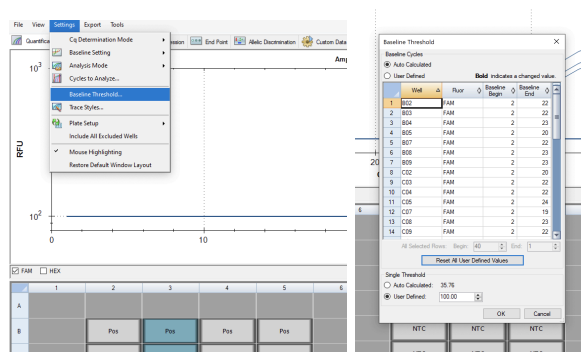 File View Settings Export Tools
Quantifica
Cq Determination Mode
Baseline Setting
Analysis Mode
Cycles to Analyze...
Baseline Threshold...
Trace Styles...
Plate Setup
Include All Excluded Wells
Mouse Highlighting
Restore Default Window Layout
ession End Point Allelic Discrimination Custom Data
Amp
10³
RFU
10²
0 10
FAM HEX
1 2 3 4 5 6
A
B Pos Pos Pos Pos
Baseline Threshold
Baseline Cycles
Auto Calculated
User Defined Bold indicates a changed value.
Well Fluor Baseline Begin Baseline End
1 B02 FAM 2 22
2 B03 FAM 2 22
3 B04 FAM 2 23
4 B05 FAM 2 20
5 B07 FAM 2 22
6 B08 FAM 2 23
7 B09 FAM 2 23
8 C02 FAM 2 20
9 C03 FAM 2 22
10 C04 FAM 2 22
11 C05 FAM 2 24
12 C07 FAM 2 19
13 C08 FAM 2 23
14 C09 FAM 2 22
All Selected Rows: Begin: 40 End: 1
Reset All User Defined Values
Single Threshold
Auto Calculated: 35.76
User Defined: 100.00
OK Cancel
20
6
NTC NTC NTC